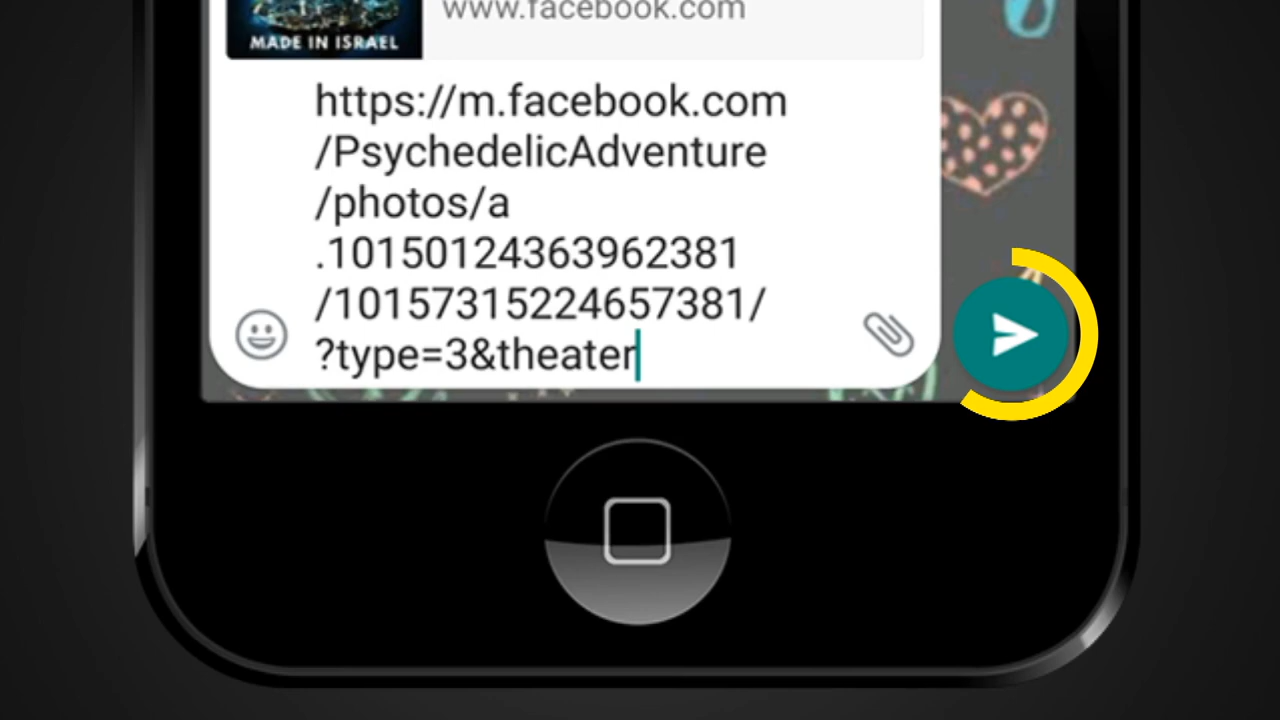 www.facebook.com
MADE IN ISRAEL
https://m.facebook.com
/PsychedelicAdventure
/photos/a
.10150124363962381
/10157315224657381/
?type=3&theater